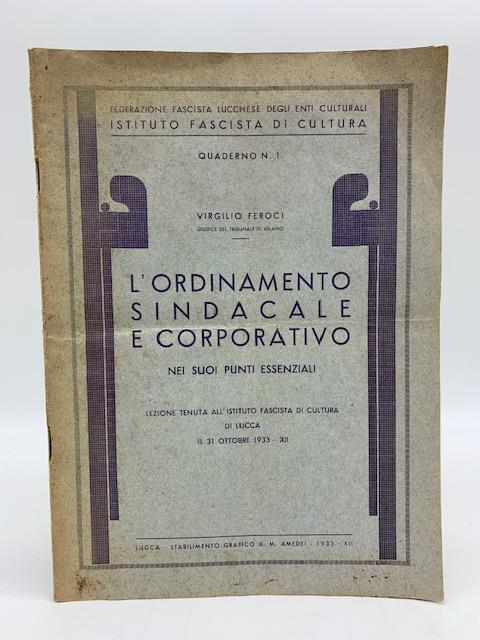 FEDERAZIONE FASCISTA LUCCHESE DEGLI ENTI CULTURALI
ISTITUTO FASCISTA DI CULTURA
QUADERNO N. 1
VIRGILIO FEROCI
GIUDICE DEL TRIBUNALE DI MILANO
L'ORDINAMENTO
SINDACALE
E CORPORATIVO
NEI SUOI PUNTI ESSENZIALI
LEZIONE TENUTA ALL'ISTITUTO FASCISTA DI CULTURA
DI LUCCA
IL 31 OTTOBRE 1933 - XII
LUCCA - STABILIMENTO GRAFICO A. M. AMEDEI - 1933 - XII